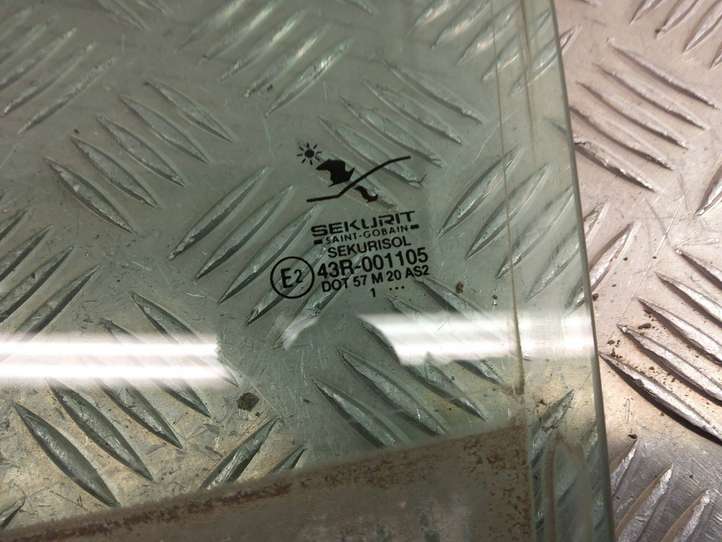 SEKURIT
SAINT-GOBAIN
SEKURISOL
E2 43R-001105
DOT 57 M 20 AS2
1 ...